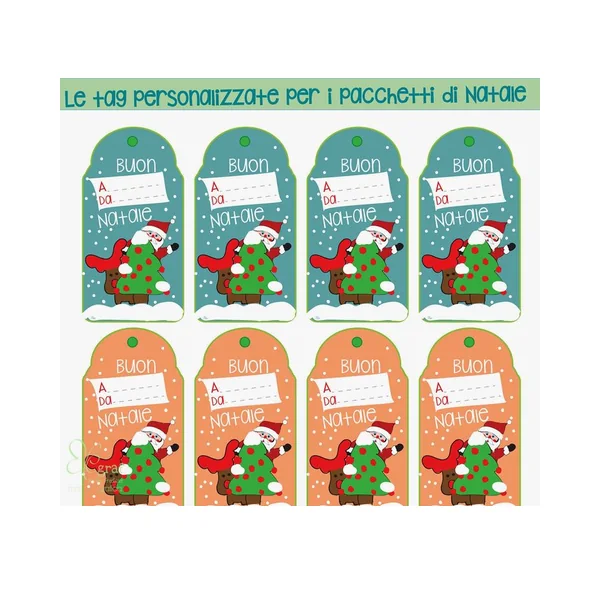 Le tag personalizzate per i pacchetti di Natale
BUON BUON BUON BUON
A A A A
Da Da Da Da
Natale Natale Natale Natale
BUON BUON BUON BUON
A A A A
Da Da Da Da
Natale Natale Natale Natale